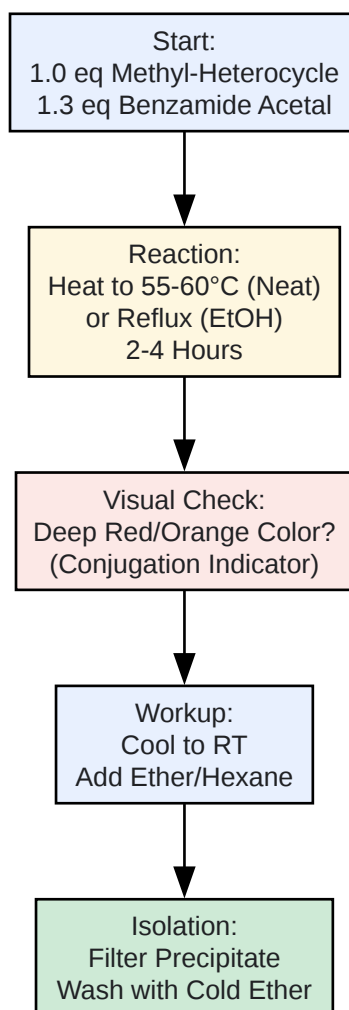 Start:
1.0 eq Methyl-Heterocycle
1.3 eq Benzamide Acetal
Reaction:
Heat to 55-60°C (Neat)
or Reflux (EtOH)
2-4 Hours
Visual Check:
Deep Red/Orange Color?
(Conjugation Indicator)
Workup:
Cool to RT
Add Ether/Hexane
Isolation:
Filter Precipitate
Wash with Cold Ether